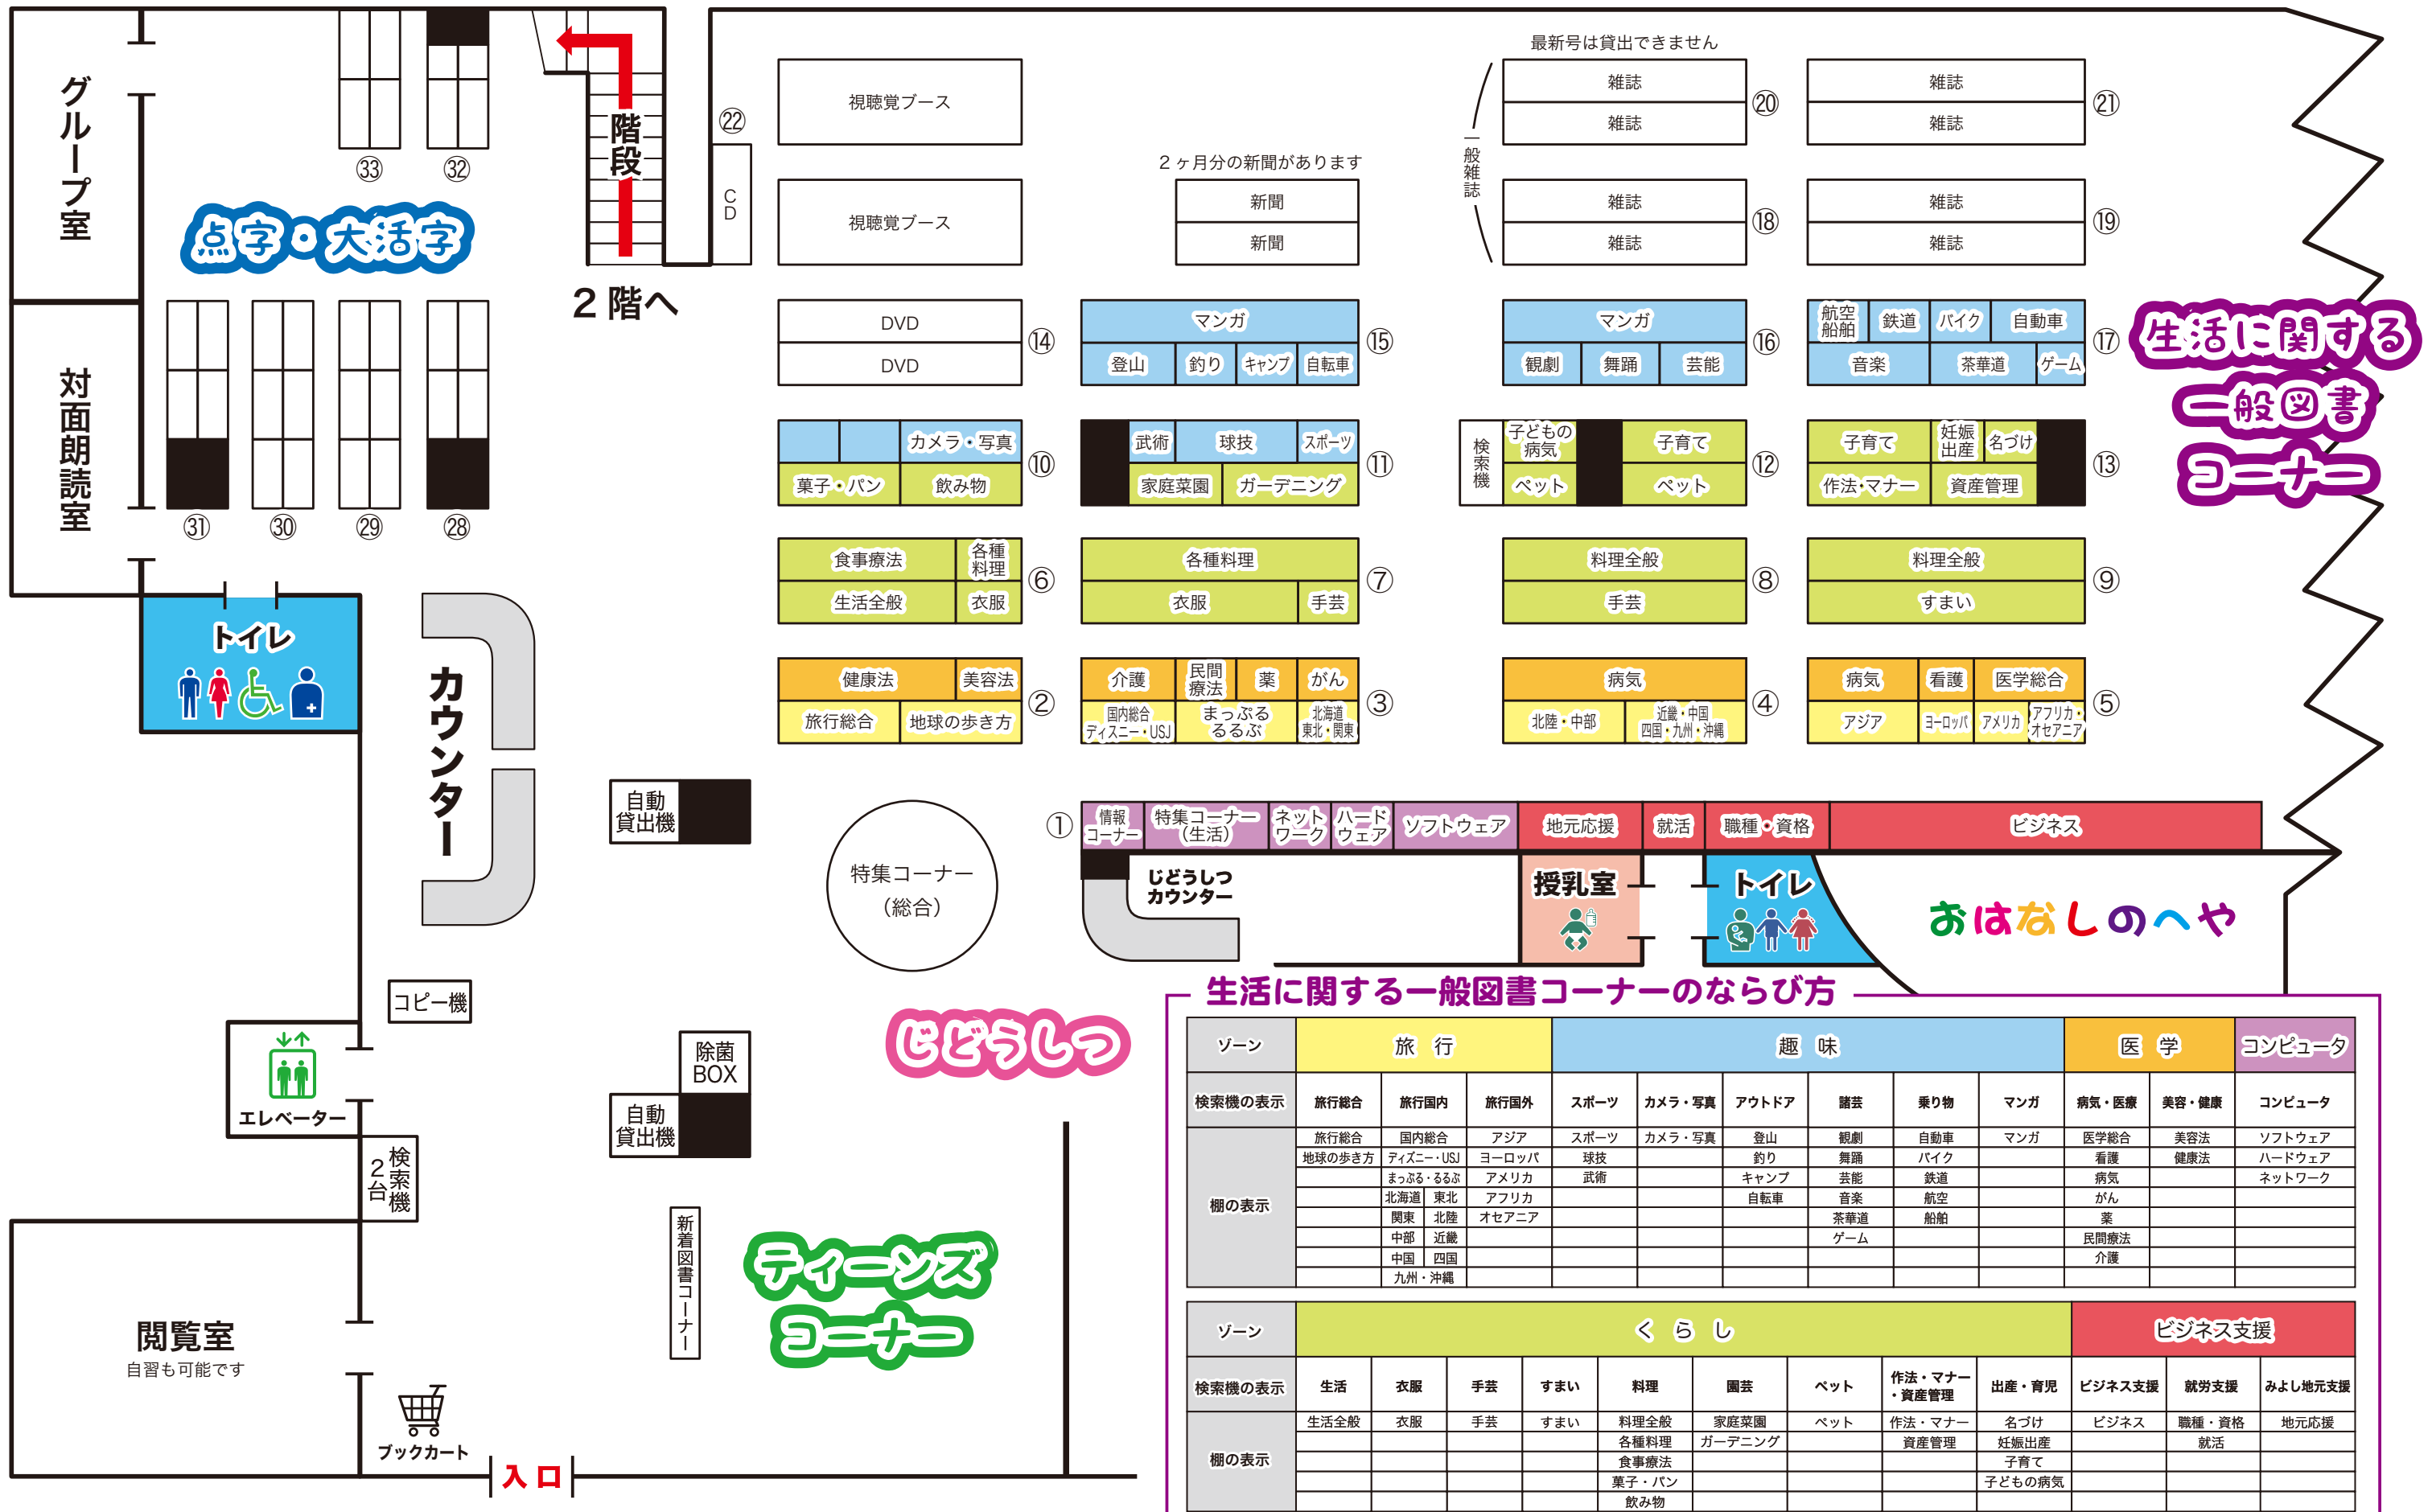 グループ室
対面朗読室
㉝
㉜
点字・大活字
㉛
㉚
㉙
㉘
階段
2階へ
㉒
CD
視聴覚ブース
視聴覚ブース
2ヶ月分の新聞があります
新聞
新聞
最新号は貸出できません
一般雑誌
雑誌
雑誌
⑳
雑誌
雑誌
㉑
雑誌
雑誌
⑱
雑誌
雑誌
⑲
DVD
DVD
⑭
マンガ
登山 釣り キャンプ 自転車
⑮
マンガ
観劇 舞踊 芸能
⑯
航空船舶 鉄道 バイク 自動車
音楽 茶華道 ゲーム
⑰
生活に関する
一般図書
コーナー
カメラ・写真
菓子・パン 飲み物
⑩
武術 球技 スポーツ
家庭菜園 ガーデニング
⑪
検索機
子どもの病気 子育て
ペット ペット
⑫
子育て 妊娠出産 名づけ
作法・マナー 資産管理
⑬
食事療法 各種料理
生活全般 衣服
⑥
各種料理
衣服 手芸
⑦
料理全般
手芸
⑧
料理全般
すまい
⑨
健康法 美容法
旅行総合 地球の歩き方
②
介護 民間療法 薬 がん
国内総合ディズニー・USJ まっぷるるるぶ 北海道東北・関東
③
病気
北陸・中部 近畿・中国四国・九州・沖縄
④
病気 看護 医学総合
アジア ヨーロッパ アメリカ アフリカ・オセアニア
⑤
トイレ
カウンター
自動貸出機
特集コーナー
（総合）
①
情報コーナー 特集コーナー（生活） ネットワーク ハードウェア ソフトウェア 地元応援 就活 職種・資格 ビジネス
じどうしつ
カウンター
授乳室
トイレ
おはなしのへや
コピー機
エレベーター
検索機2台
除菌BOX
自動貸出機
じどうしつ
新着図書コーナー
ティーンズ
コーナー
閲覧室
自習も可能です
ブックカート
入口
生活に関する一般図書コーナーのならび方
ゾーン 旅行 趣味 医学 コンピュータ
検索機の表示 旅行総合 旅行国内 旅行国外 スポーツ カメラ・写真 アウトドア 諸芸 乗り物 マンガ 病気・医療 美容・健康 コンピュータ
棚の表示
旅行総合 国内総合 アジア スポーツ カメラ・写真 登山 観劇 自動車 マンガ 医学総合 美容法 ソフトウェア
地球の歩き方 ディズニー・USJ ヨーロッパ 球技 釣り 舞踊 バイク 看護 健康法 ハードウェア
まっぷる・るるぶ アメリカ 武術 キャンプ 芸能 鉄道 病気 ネットワーク
北海道 東北 アフリカ 自転車 音楽 航空 がん
関東 北陸 オセアニア 茶華道 船舶 薬
中部 近畿 ゲーム 民間療法
中国 四国 介護
九州・沖縄
ゾーン くらし ビジネス支援
検索機の表示 生活 衣服 手芸 すまい 料理 園芸 ペット 作法・マナー・資産管理 出産・育児 ビジネス支援 就労支援 みよし地元支援
棚の表示
生活全般 衣服 手芸 すまい 料理全般 家庭菜園 ペット 作法・マナー 名づけ ビジネス 職種・資格 地元応援
各種料理 ガーデニング 資産管理 妊娠出産 就活
食事療法 子育て
菓子・パン 子どもの病気
飲み物